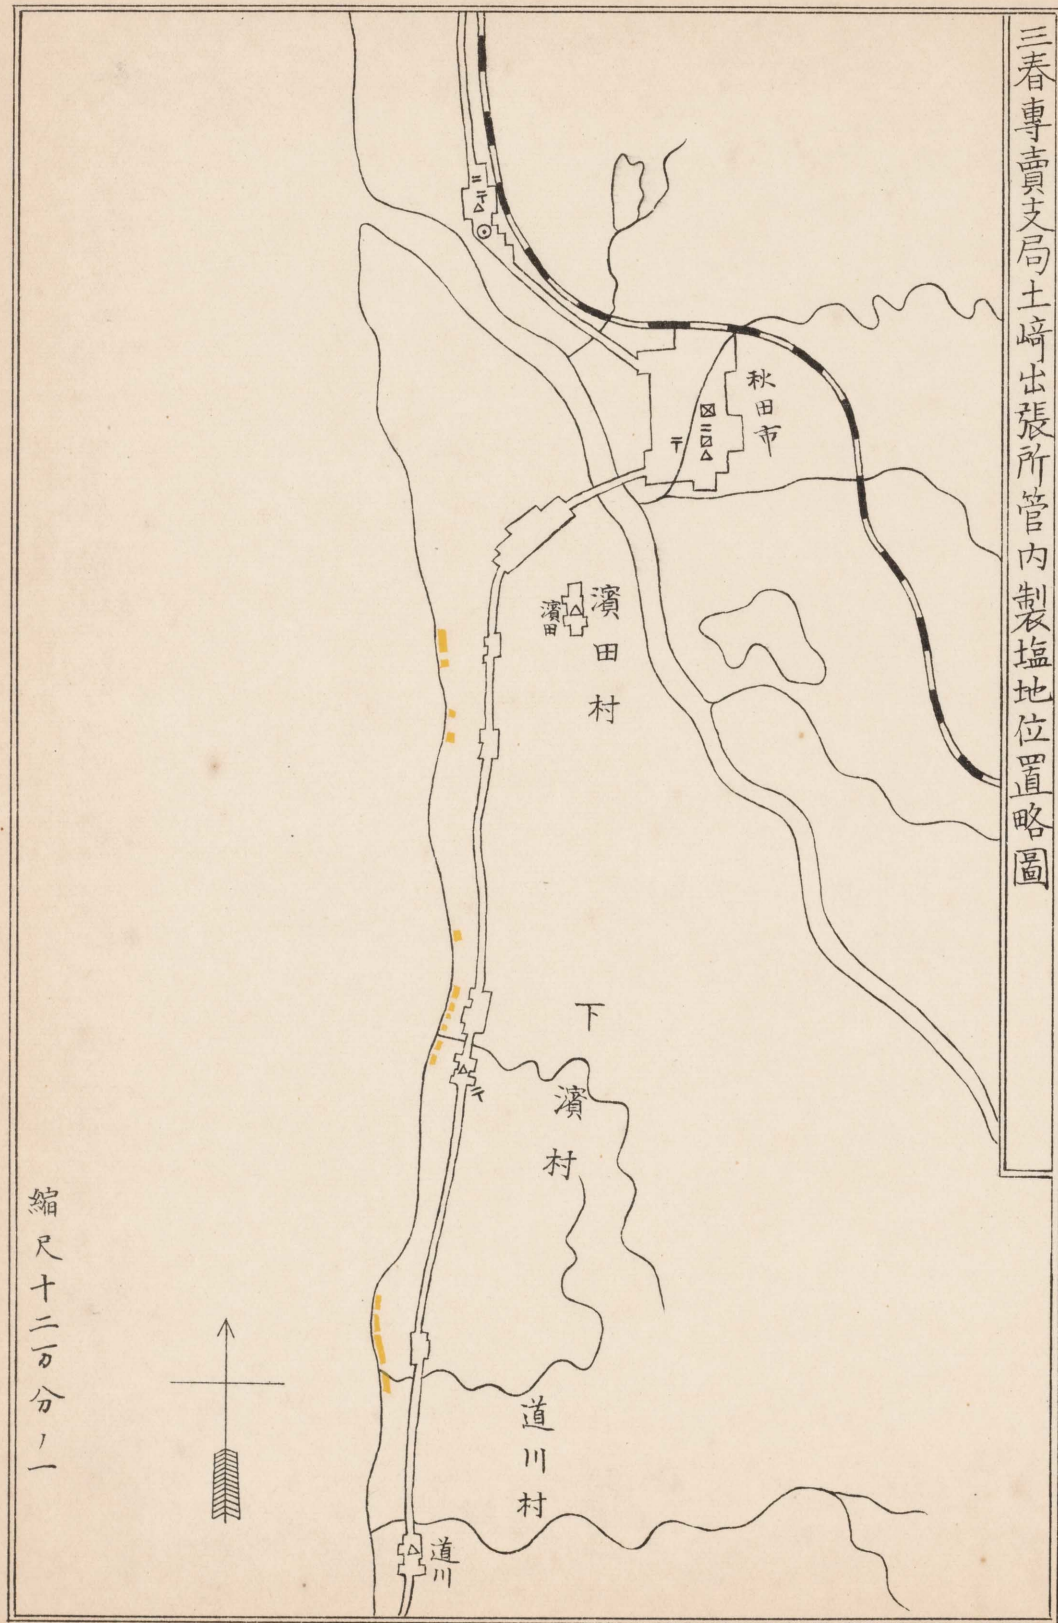 三春專賣支局土﨑出張所管内製塩地位置略圖
秋田市
濱田村
濱田
下濱村
道川村
道川
縮尺十二万分ノ一